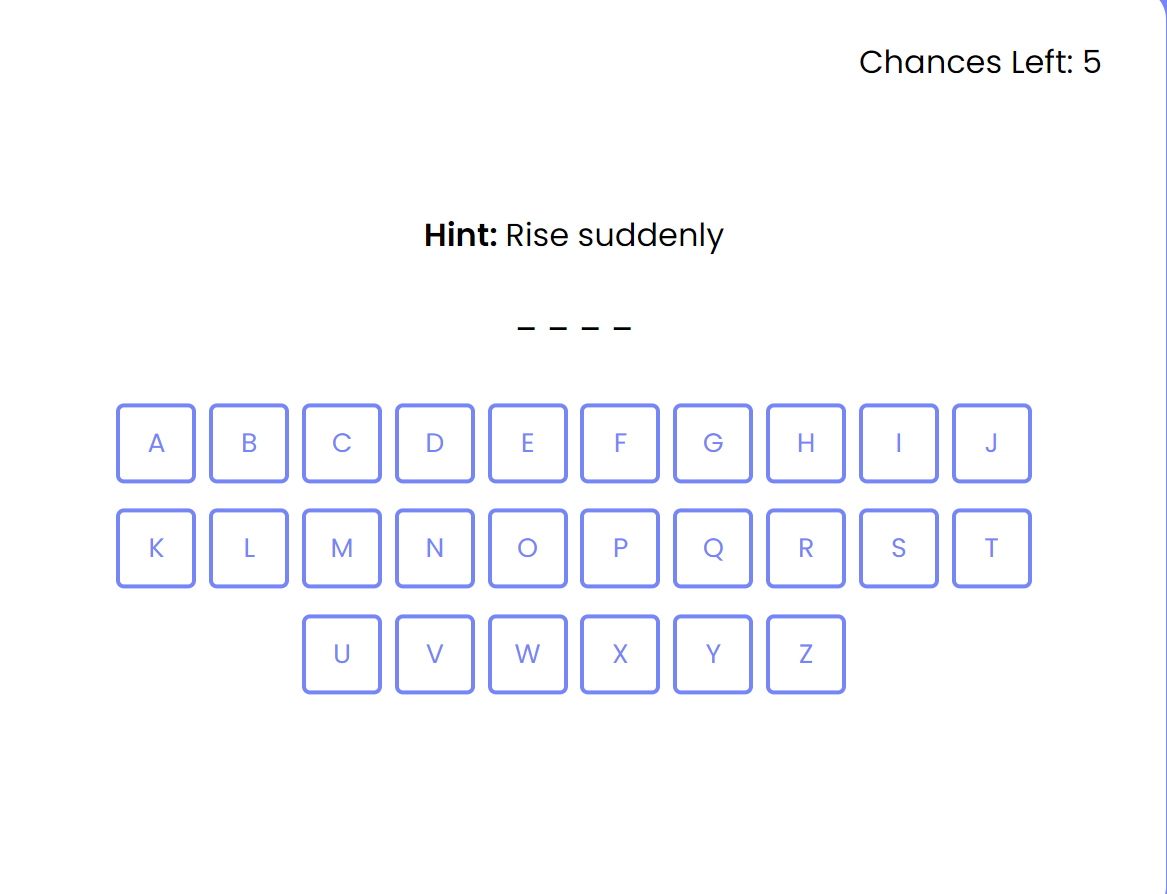 Chances Left: 5
Hint: Rise suddenly
_ _ _ _
A B C D E F G H I J
K L M N O P Q R S T
U V W X Y Z